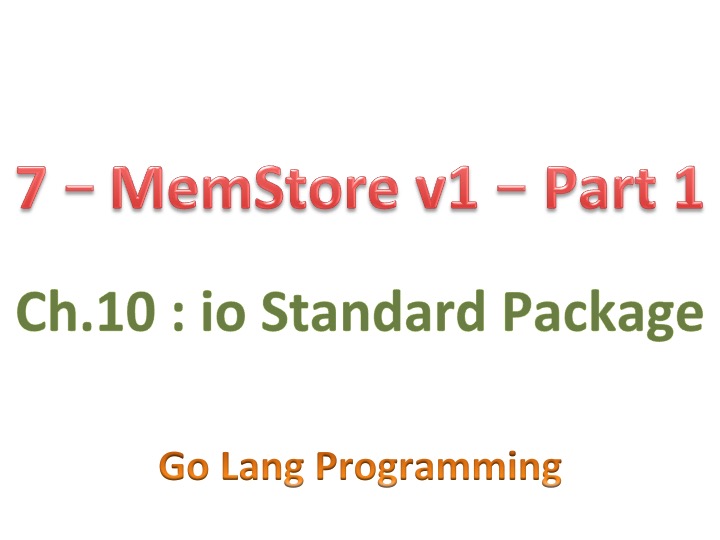 7 – MemStore v1 – Part 1
Ch.10 : io Standard Package
Go Lang Programming